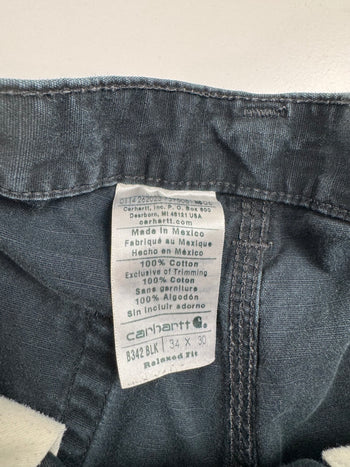 Carhartt, Inc. P.O. Box 600
Dearborn, MI 48121 USA
carhartt.com
Made in Mexico
Fabriqué au Mexique
Hecho en México
100% Cotton
Exclusive of Trimming
100% Coton
Sans garniture
100% Algodón
Sin incluir adorno
carhartt
B342 BLK 34 X 30
Relaxed Fit